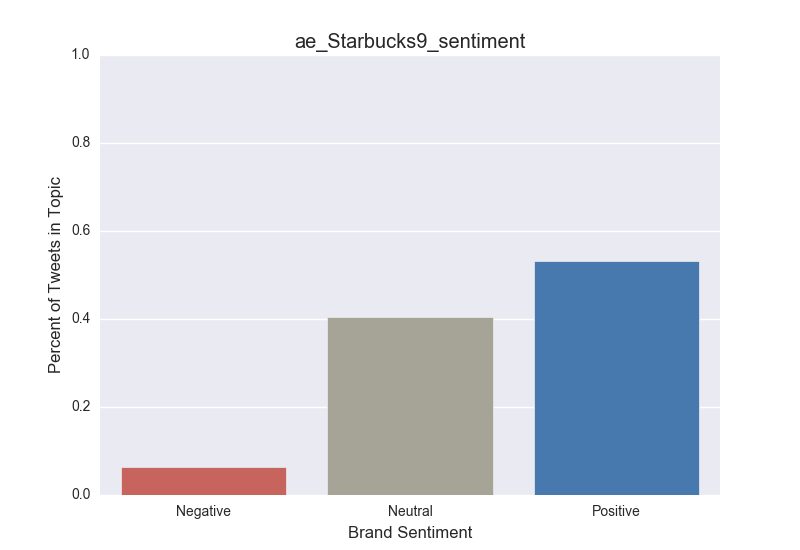 ae_Starbucks9_sentiment
1.0
0.8
0.6
0.4
0.2
0.0
Percent of Tweets in Topic
Negative Neutral Positive
Brand Sentiment